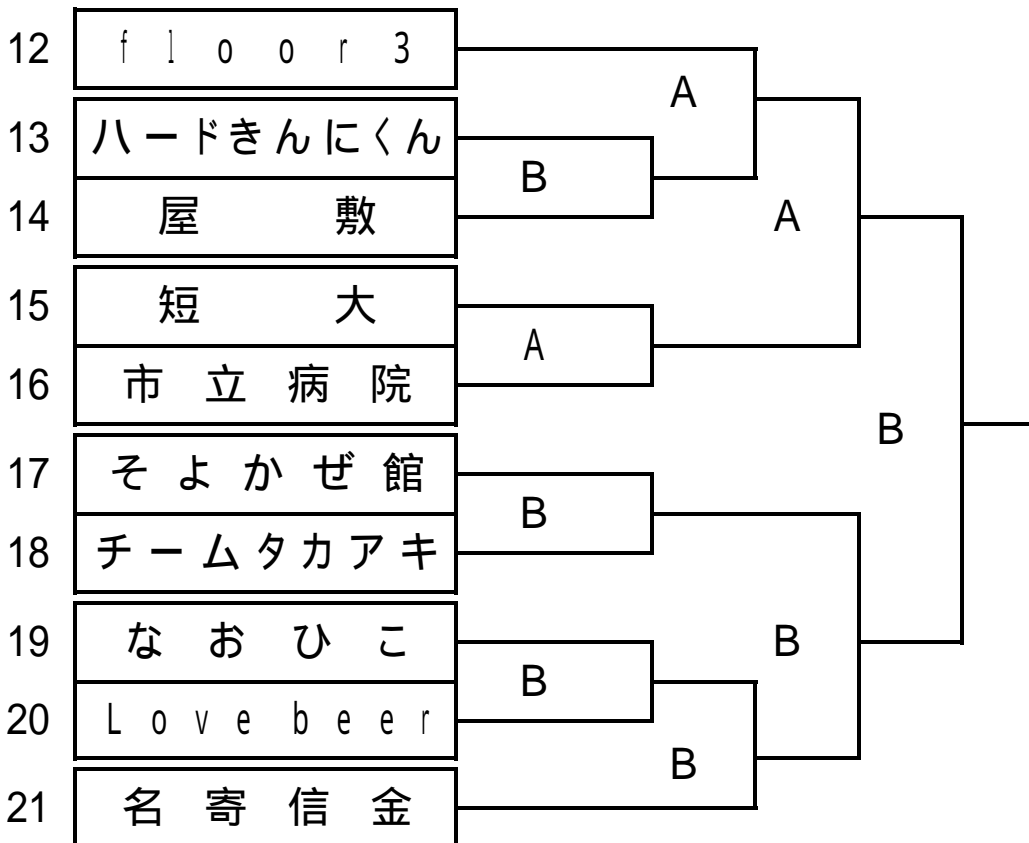 12 floor3
A
13 ハードきんにくん
B
14 屋敷
A
15 短大
A
16 市立病院
B
17 そよかぜ館
B
18 チームタカアキ
19 なおひこ
B
B
20 Love beer
B
21 名寄信金